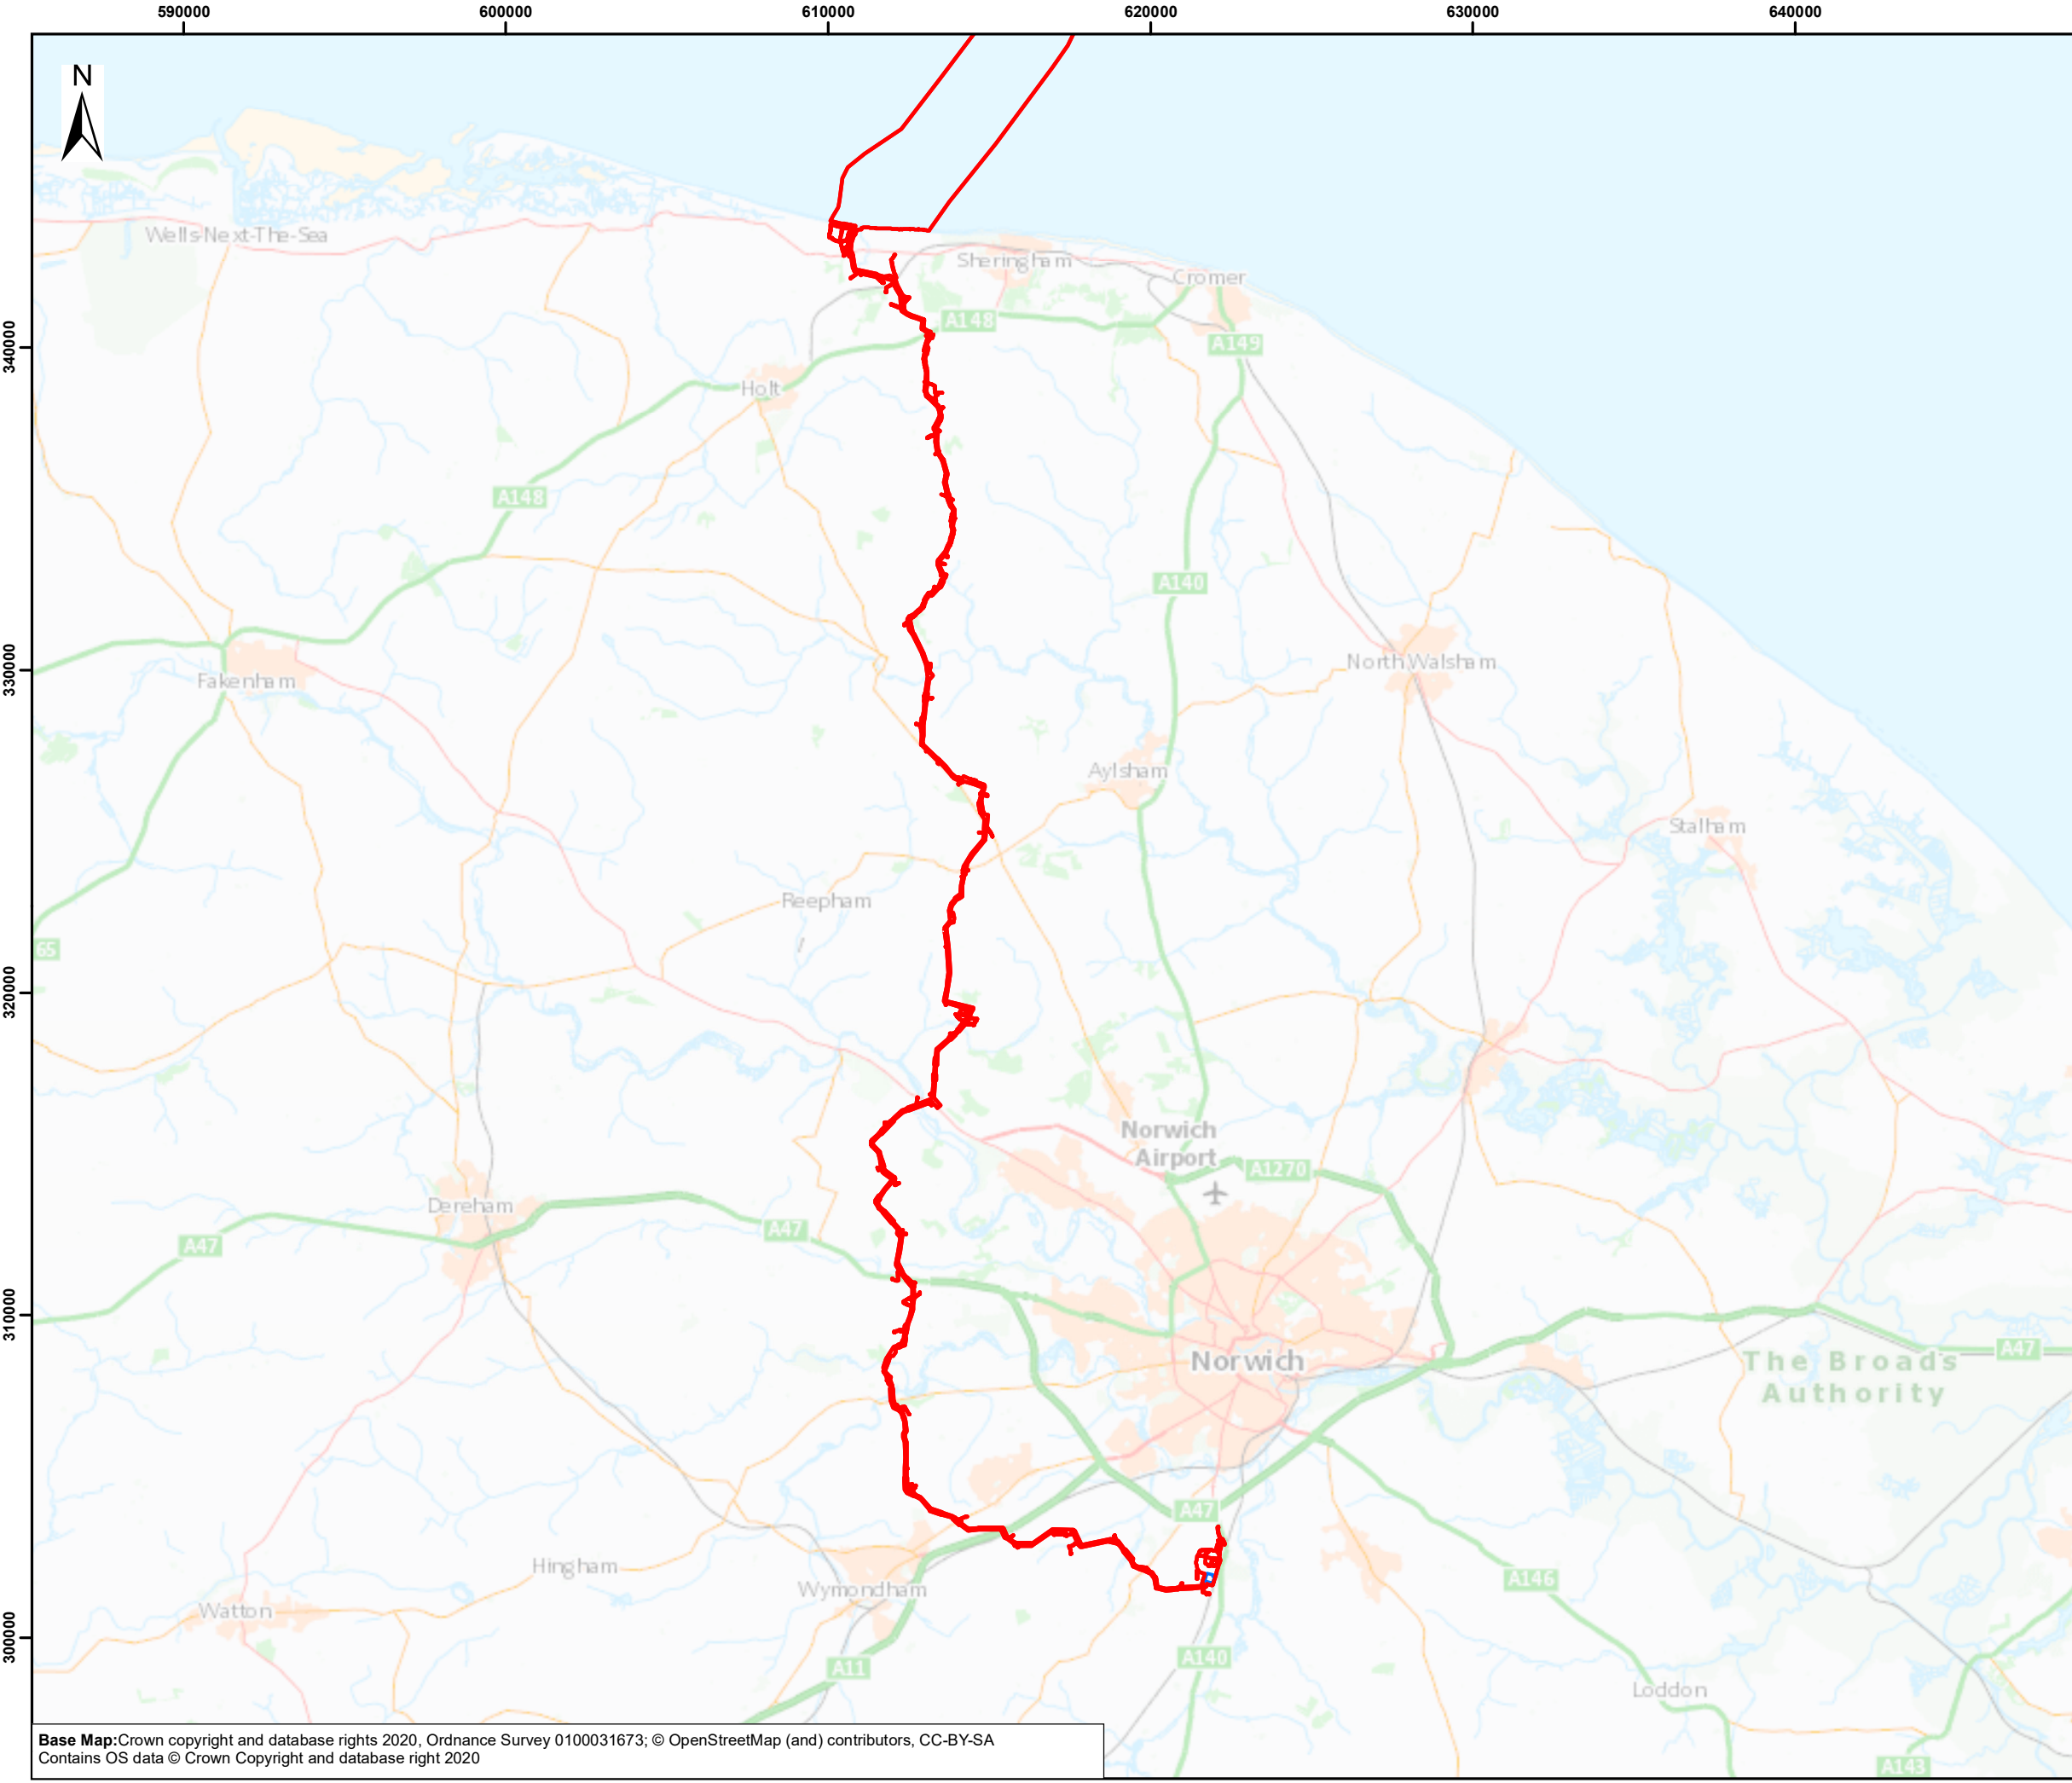 590000
600000
610000
620000
630000
640000
N
Wells-Next-The-Sea
Sheringham
Cromer
A148
A149
340000
Holt
A148
A140
330000
North Walsham
Fakenham
Aylsham
Stalham
Reepham
65
320000
Norwich
Airport
A1270
Dereham
A47
A47
310000
Norwich
A47
The Broads
Authority
A47
Hingham
Wymondham
A146
Watton
300000
A140
A11
Loddon
Base Map:Crown copyright and database rights 2020, Ordnance Survey 0100031673; © OpenStreetMap (and) contributors, CC-BY-SA
Contains OS data © Crown Copyright and database right 2020
A143